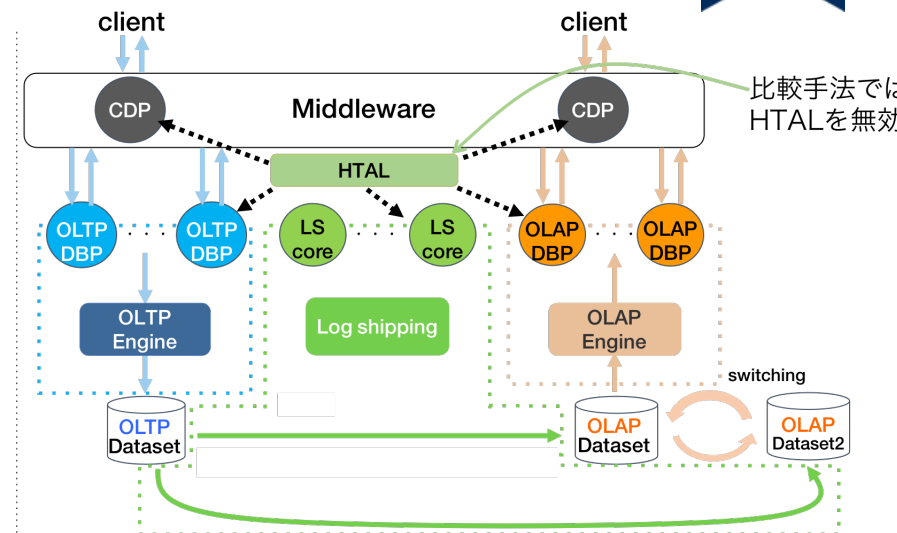 client
client
CDP
Middleware
CDP
比較手法では
HTALを無効
HTAL
OLTP
DBP
OLTP
DBP
LS
core
LS
core
OLAP
DBP
OLAP
DBP
OLTP
Engine
Log shipping
OLAP
Engine
switching
OLTP
Dataset
OLAP
Dataset
OLAP
Dataset2